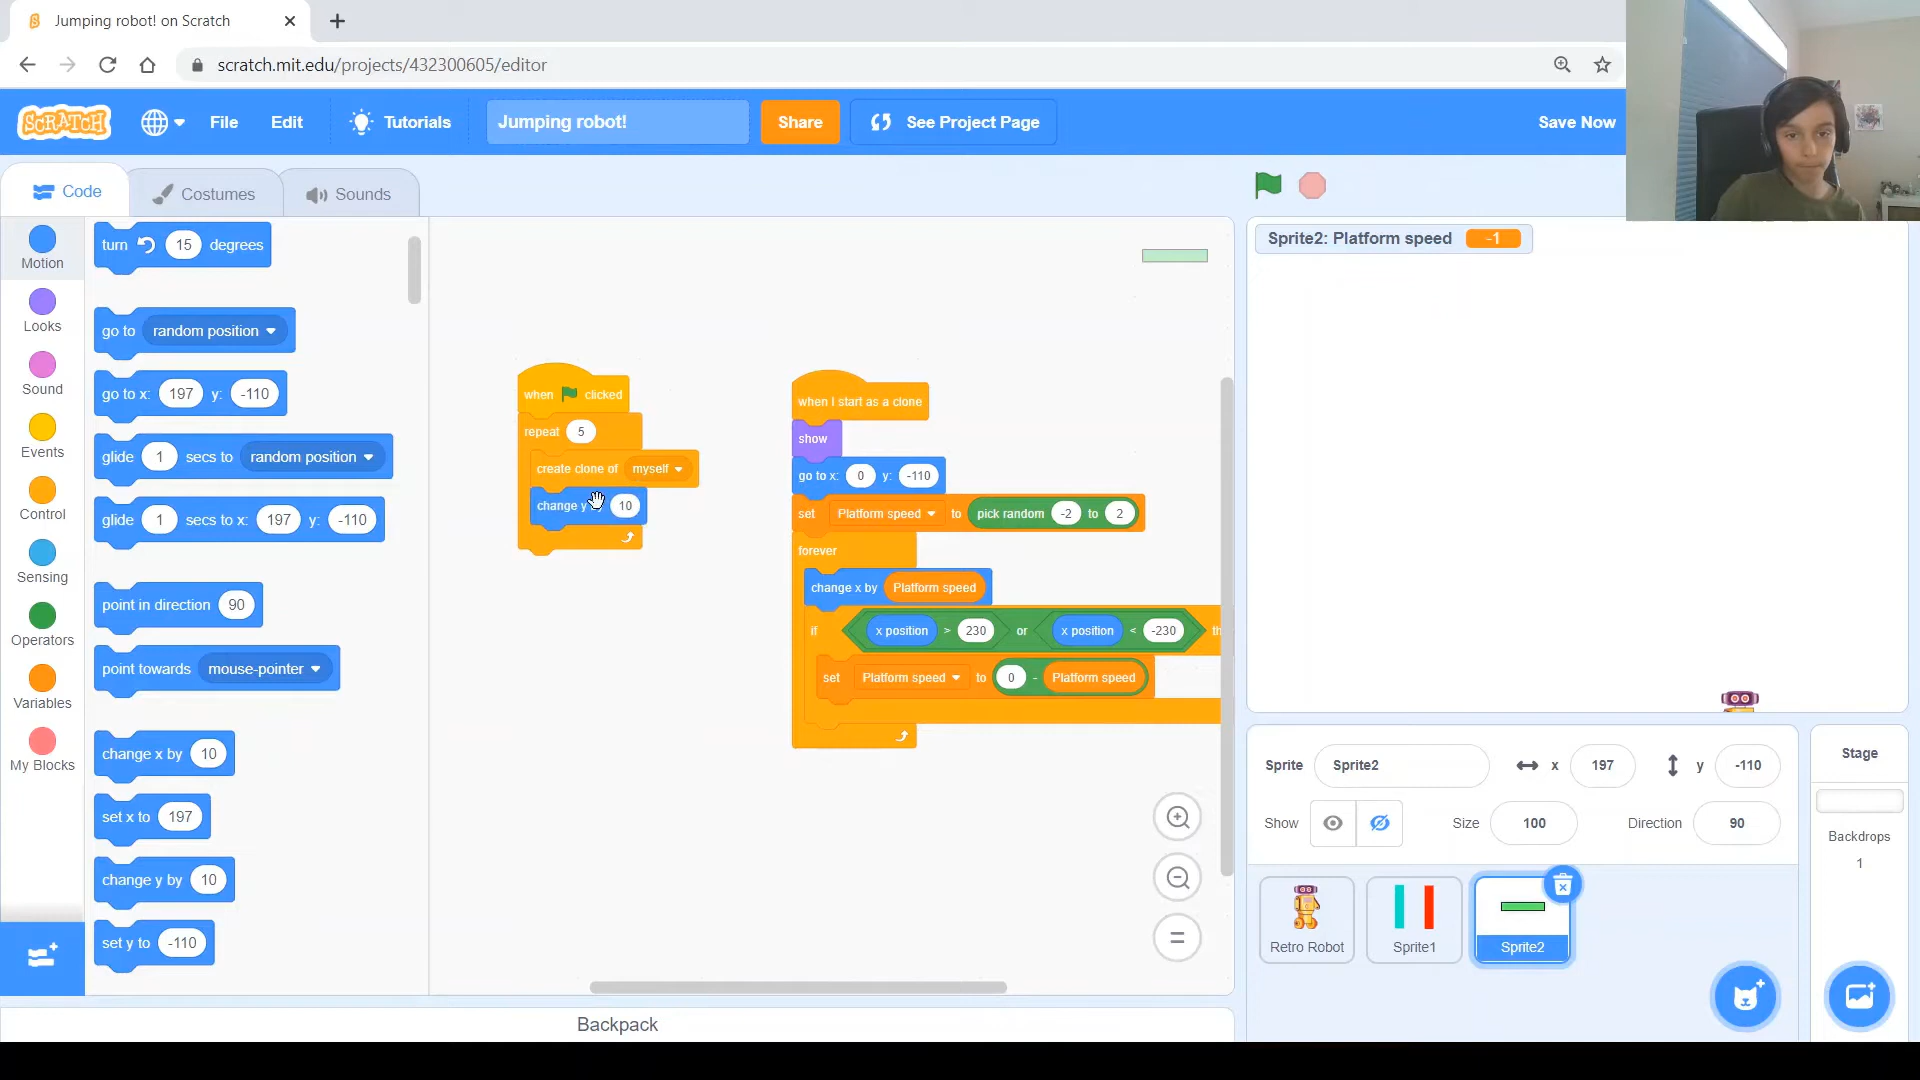 Jumping robot! on Scratch
scratch.mit.edu/projects/432300605/editor
SCRATCH
File
Edit
Tutorials
Jumping robot!
Share
See Project Page
Save Now
Code
Costumes
Sounds
Motion
Looks
Sound
Events
Control
Sensing
Operators
Variables
My Blocks
turn 15 degrees
go to random position
go to x: 197 y: -110
glide 1 secs to random position
glide 1 secs to x: 197 y: -110
point in direction 90
point towards mouse-pointer
change x by 10
set x to 197
change y by 10
set y to -110
when clicked
repeat 5
create clone of myself
change y 10
when I start as a clone
show
go to x: 0 y: -110
set Platform speed to pick random -2 to 2
forever
change x by Platform speed
if x position > 230 or x position < -230 th
set Platform speed to 0 - Platform speed
Backpack
Sprite2: Platform speed -1
Sprite Sprite2 x 197 y -110
Show Size 100 Direction 90
Retro Robot
Sprite1
Sprite2
Stage
Backdrops
1